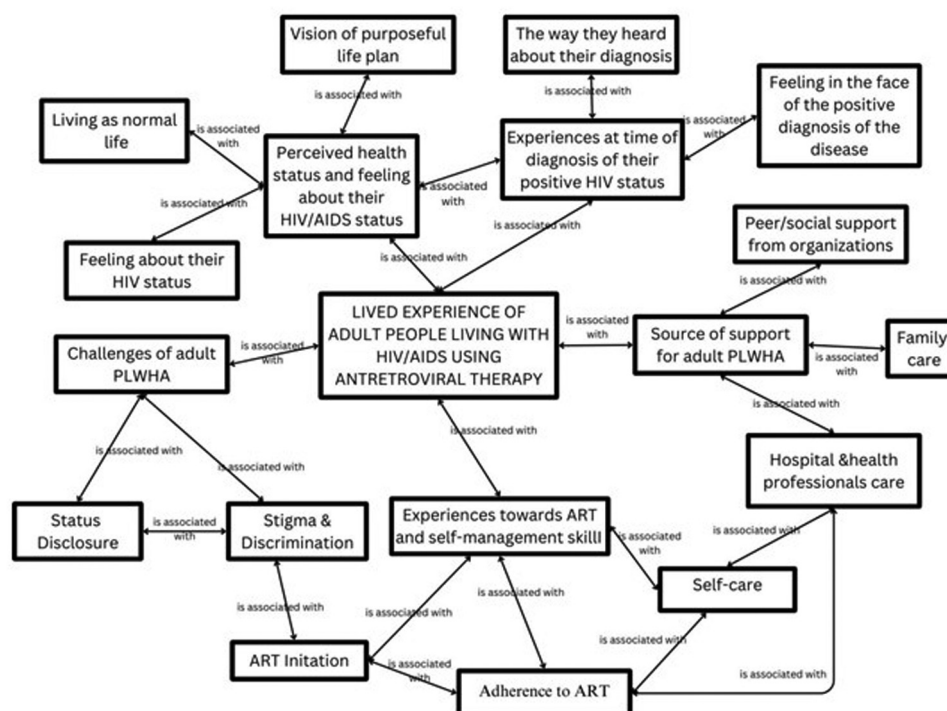 Vision of purposeful
life plan
The way they heard
about their diagnosis
is associated with
is associated with
Feeling in the face
of the positive
diagnosis of the
disease
Living as normal
life
is associated
with
is associated
with
Perceived health
status and feeling
about their
HIV/AIDS status
Experiences at time of
diagnosis of their
positive HIV status
is associated
with
is associated with
Feeling about their
HIV status
is associated with
is associated with
Peer/social support
from organizations
is associated with
LIVED EXPERIENCE OF
ADULT PEOPLE LIVING WITH
HIV/AIDS USING
ANTRETROVIRAL THERAPY
is associated
with
Source of support
for adult PLWHA
is associated
with
Family
care
Challenges of adult
PLWHA
is associated
with
is associated with
is associated with
is associated with
is associated with
Hospital &health
professionals care
Status
Disclosure
is associated
with
Stigma &
Discrimination
Experiences towards ART
and self-management skilll
is associated
with
is associated with
Self-care
is associated with
is associated with
is associated with
ART Initation
is associated
with
is associated with
is associated with
Adherence to ART